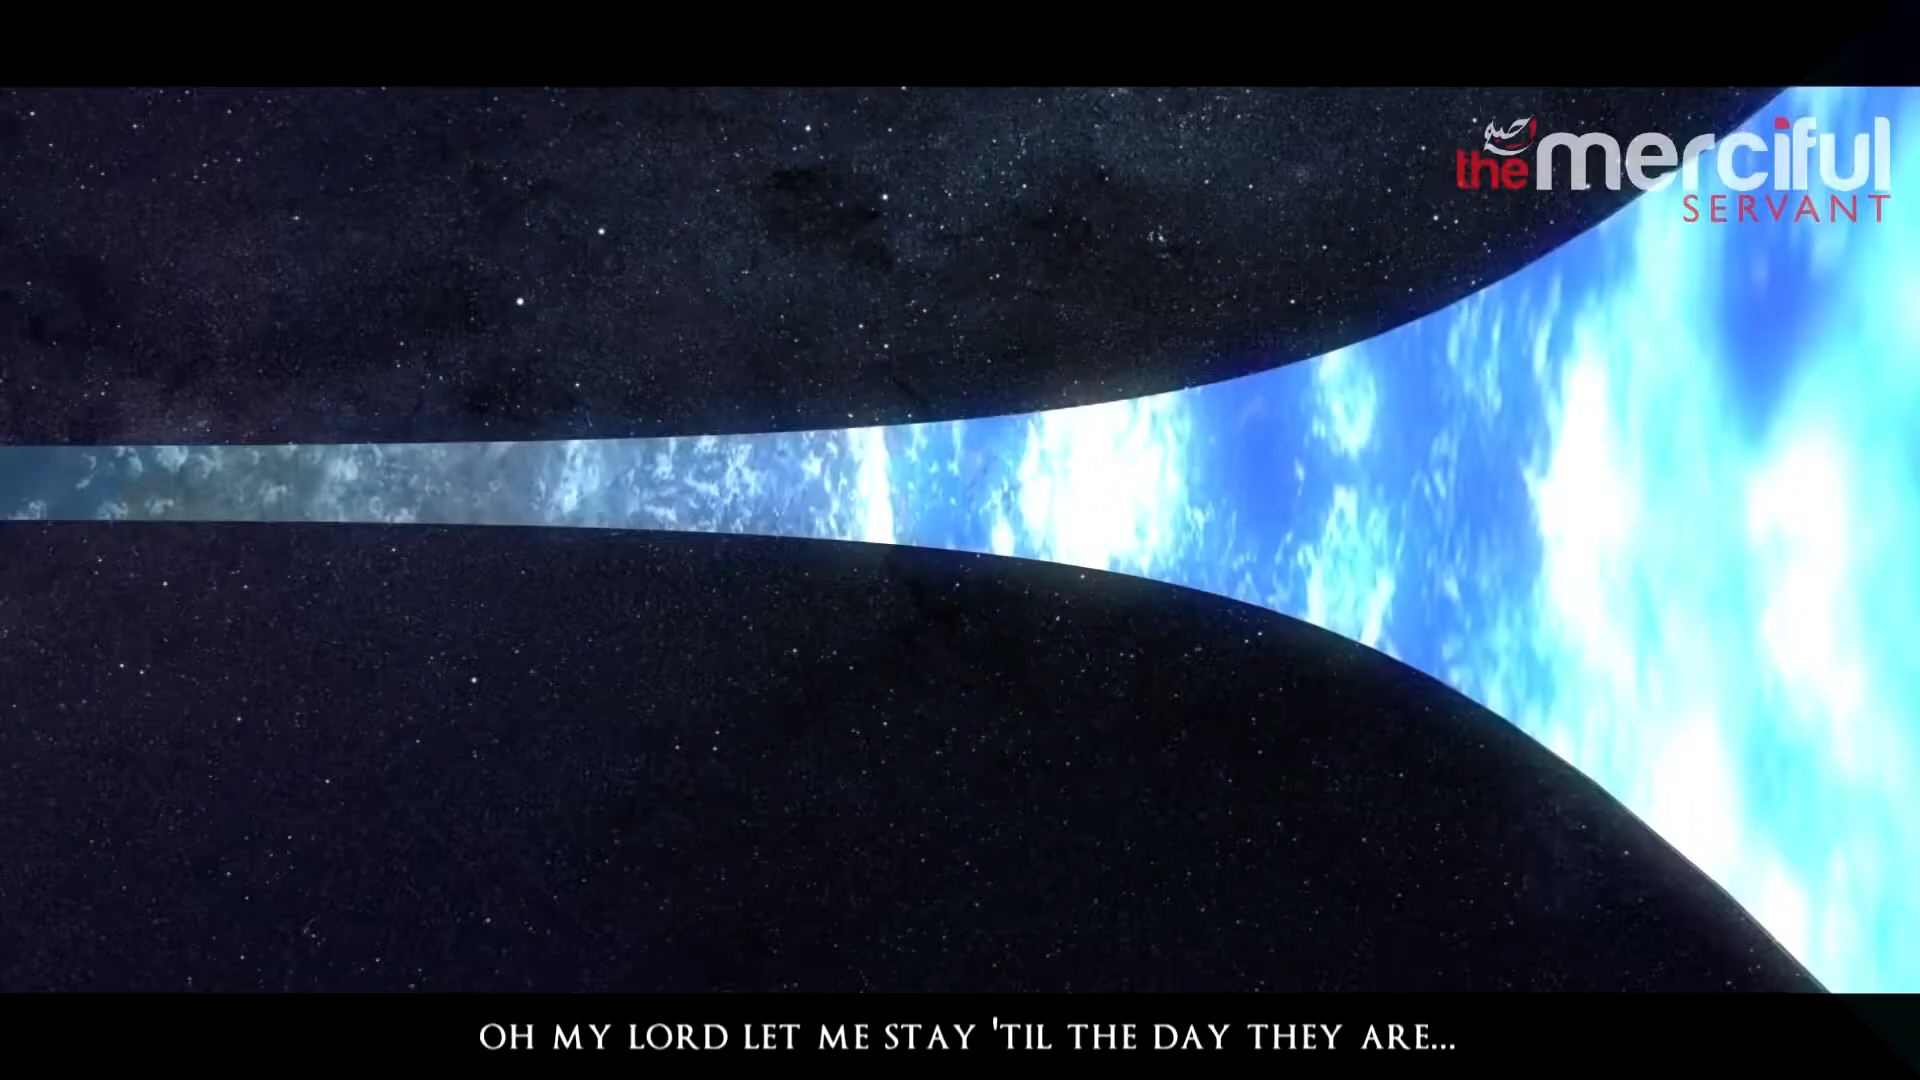 the merciful
SERVANT
OH MY LORD LET ME STAY 'TIL THE DAY THEY ARE...